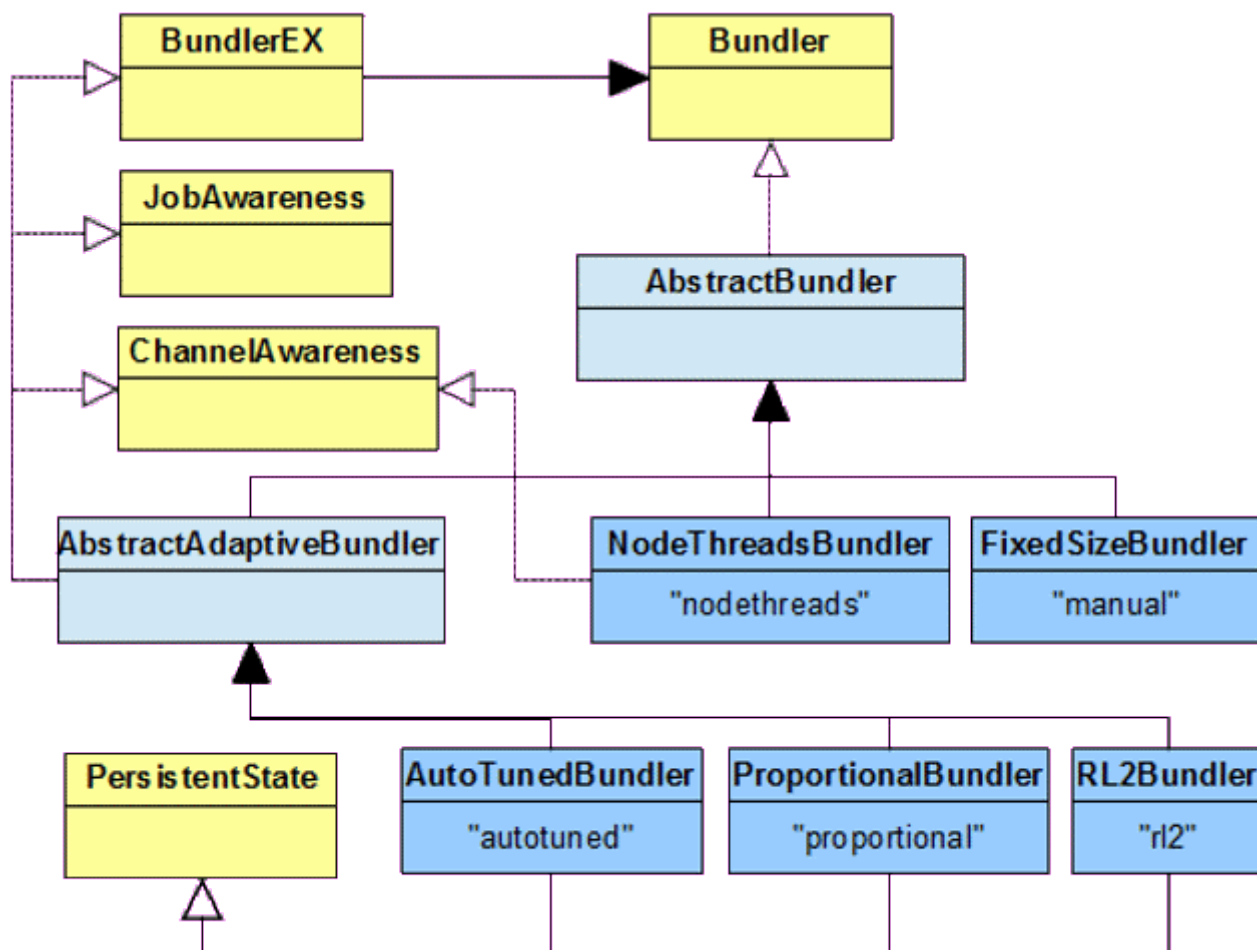 BundlerEX
Bundler
JobAwareness
AbstractBundler
ChannelAwareness
AbstractAdaptiveBundler
NodeThreadsBundler
"nodethreads"
FixedSizeBundler
"manual"
PersistentState
AutoTunedBundler
"autotuned"
ProportionalBundler
"proportional"
RL2Bundler
"rl2"